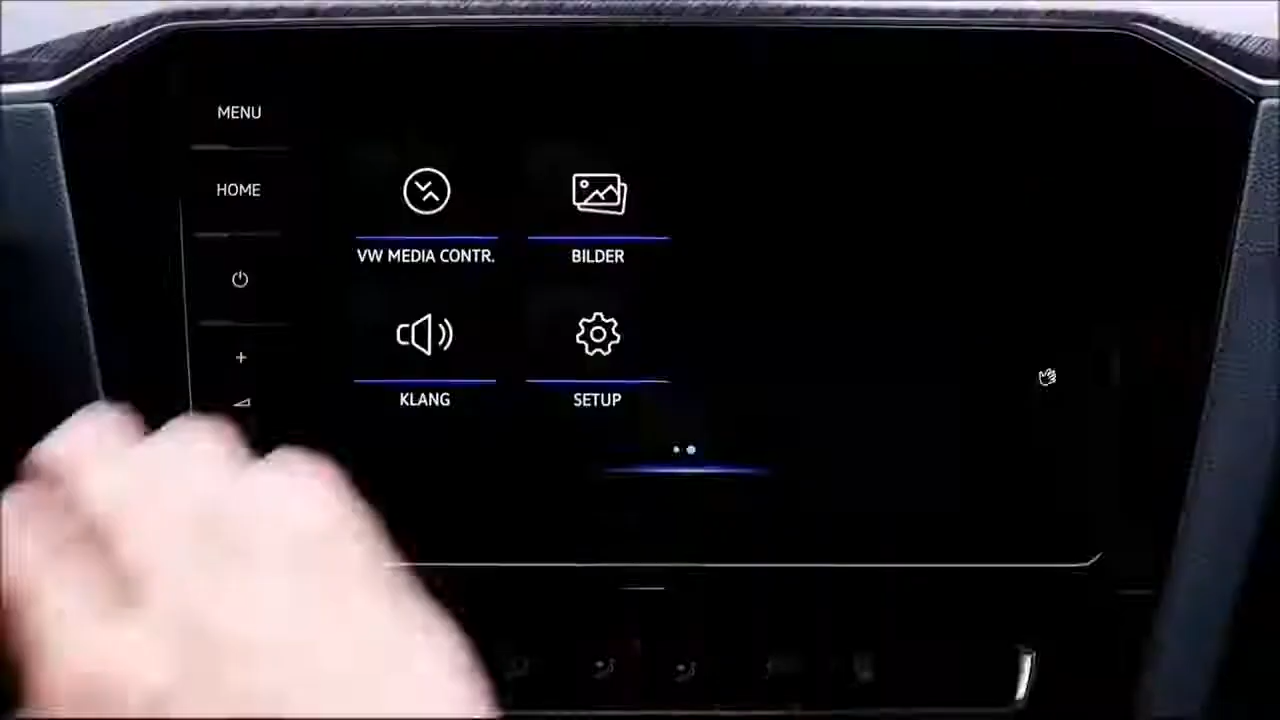 MENU
HOME
VW MEDIA CONTR.
BILDER
KLANG
SETUP